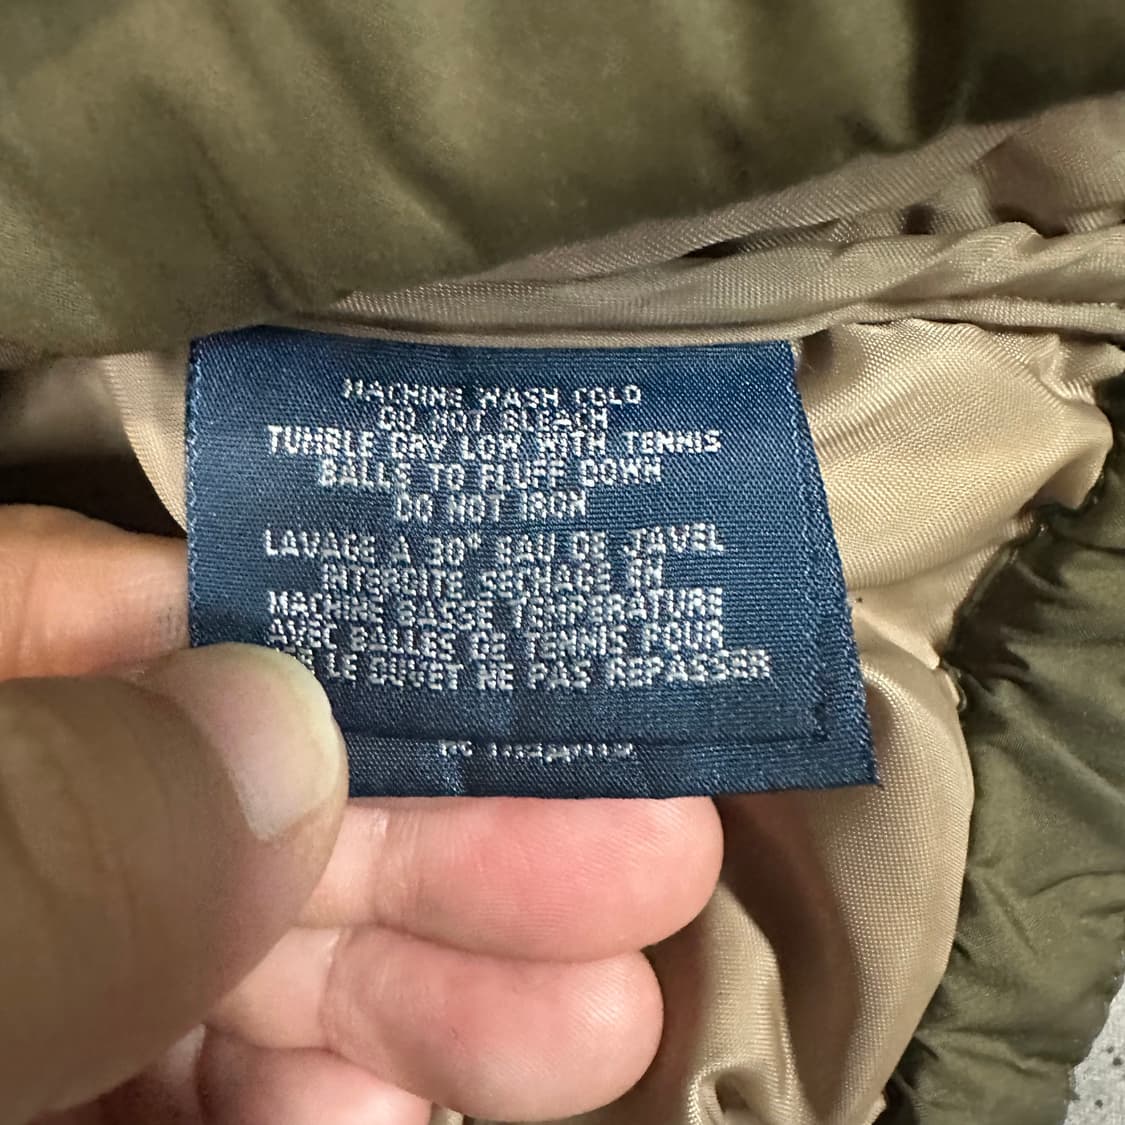 MACHINE WASH COLD
DO NOT BLEACH
TUMBLE DRY LOW WITH TENNIS
BALLS TO FLUFF DOWN
DO NOT IRON
LAVAGE A 30° EAU DE JAVEL
INTERDITE SECHAGE EN
MACHINE BASSE TEMPERATURE
AVEC BALLES DE TENNIS POUR
LE DUVET NE PAS REPASSER